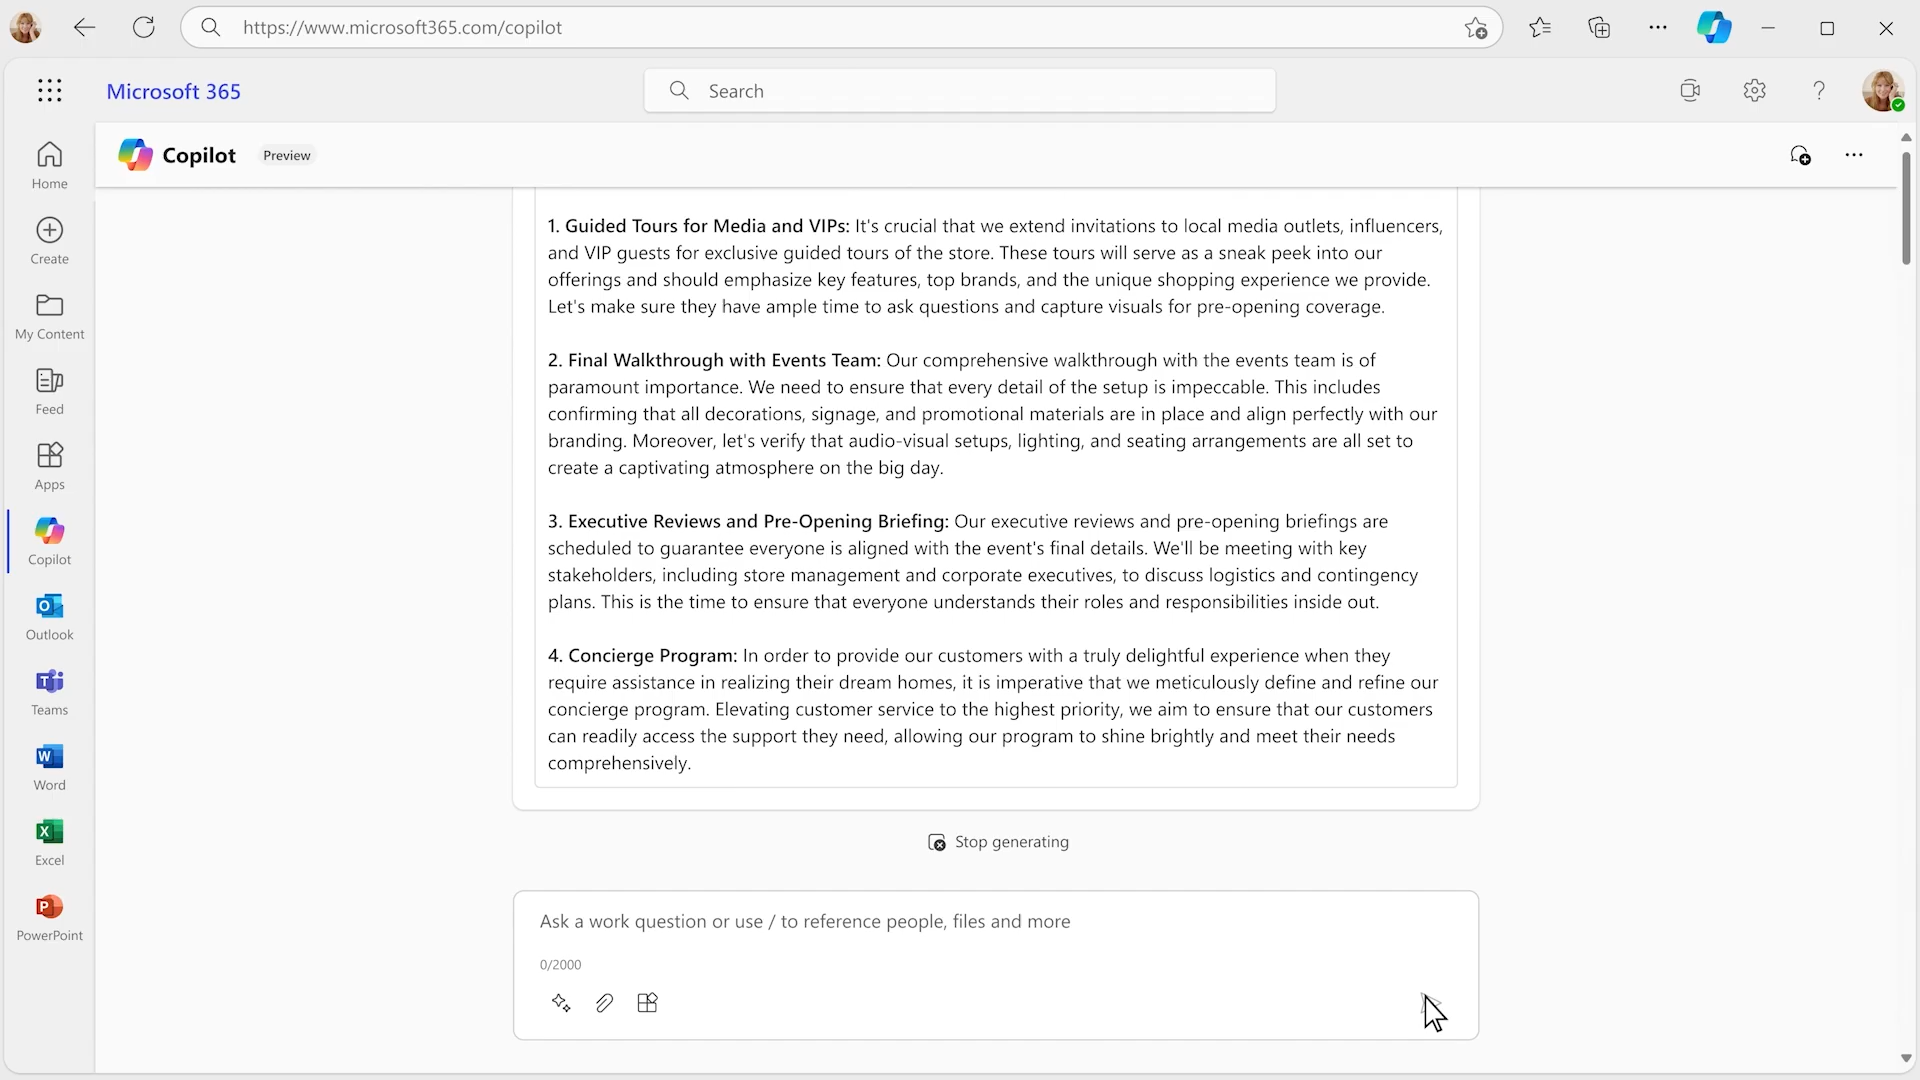 https://www.microsoft365.com/copilot
Microsoft 365
Search
Home
Create
My Content
Feed
Apps
Copilot
Outlook
Teams
Word
Excel
PowerPoint
Copilot
Preview
1. Guided Tours for Media and VIPs: It's crucial that we extend invitations to local media outlets, influencers,
and VIP guests for exclusive guided tours of the store. These tours will serve as a sneak peek into our
offerings and should emphasize key features, top brands, and the unique shopping experience we provide.
Let's make sure they have ample time to ask questions and capture visuals for pre-opening coverage.
2. Final Walkthrough with Events Team: Our comprehensive walkthrough with the events team is of
paramount importance. We need to ensure that every detail of the setup is impeccable. This includes
confirming that all decorations, signage, and promotional materials are in place and align perfectly with our
branding. Moreover, let's verify that audio-visual setups, lighting, and seating arrangements are all set to
create a captivating atmosphere on the big day.
3. Executive Reviews and Pre-Opening Briefing: Our executive reviews and pre-opening briefings are
scheduled to guarantee everyone is aligned with the event's final details. We'll be meeting with key
stakeholders, including store management and corporate executives, to discuss logistics and contingency
plans. This is the time to ensure that everyone understands their roles and responsibilities inside out.
4. Concierge Program: In order to provide our customers with a truly delightful experience when they
require assistance in realizing their dream homes, it is imperative that we meticulously define and refine our
concierge program. Elevating customer service to the highest priority, we aim to ensure that our customers
can readily access the support they need, allowing our program to shine brightly and meet their needs
comprehensively.
Stop generating
Ask a work question or use / to reference people, files and more
0/2000